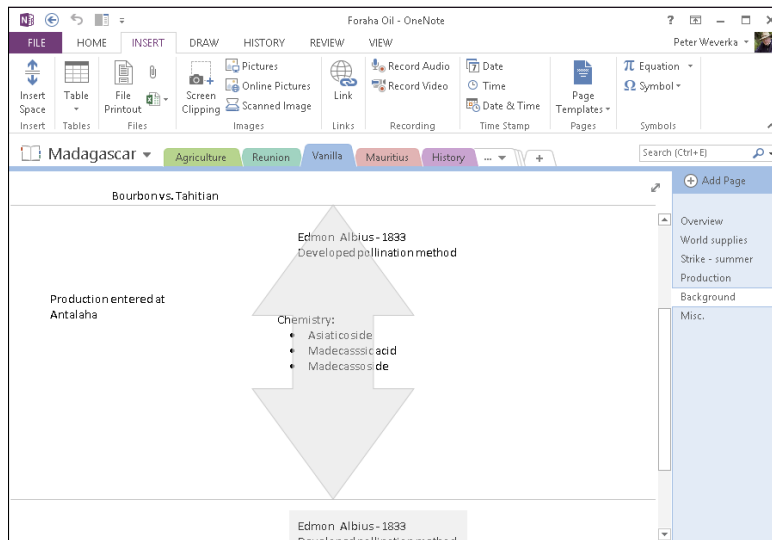 Foraha Oil - OneNote
?
FILE HOME INSERT DRAW HISTORY REVIEW VIEW Peter Weverka
Insert Space
Table
File Printout
Screen Clipping
Pictures
Online Pictures
Scanned Image
Link
Record Audio
Record Video
Date
Time
Date & Time
Page Templates
π Equation
Ω Symbol
Insert Tables Files Images Links Recording Time Stamp Pages Symbols
Madagascar Agriculture Reunion Vanilla Mauritius History ... + Search (Ctrl+E)
Add Page
Overview
World supplies
Strike - summer
Production
Background
Misc.
Bourbon vs. Tahitian
Edmon Albius - 1833
Developed pollination method
Production entered at
Antalaha
Chemistry:
• Asiaticoside
• Madecasssic acid
• Madecassoside
Edmon Albius - 1833
Developed pollination method